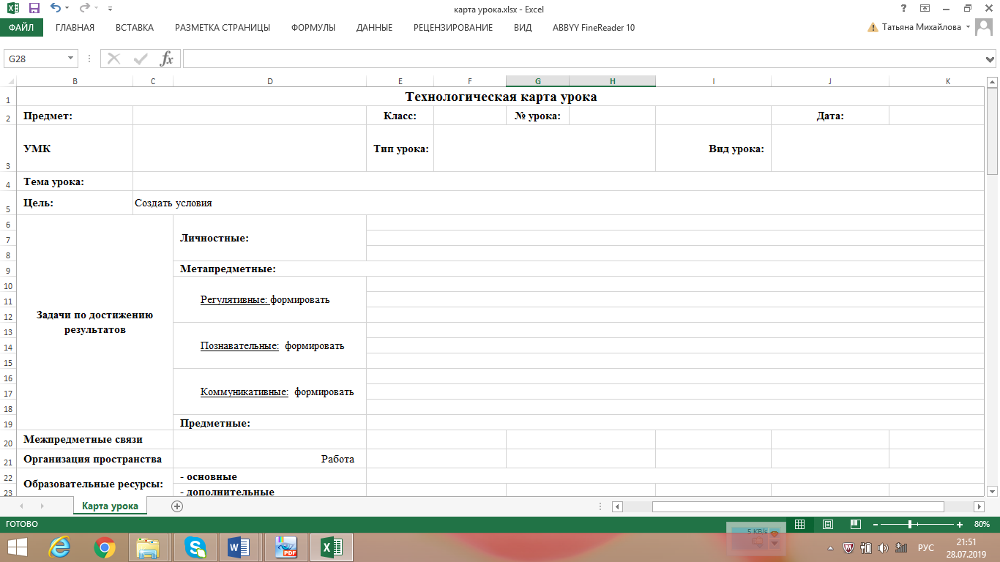 карта урока.xlsx - Excel
ФАЙЛ ГЛАВНАЯ ВСТАВКА РАЗМЕТКА СТРАНИЦЫ ФОРМУЛЫ ДАННЫЕ РЕЦЕНЗИРОВАНИЕ ВИД ABBYY FineReader 10 Татьяна Михайлова
G28 fx
B C D E F G H I J K
1 Технологическая карта урока
2 Предмет: Класс: № урока: Дата:
3 УМК Тип урока: Вид урока:
4 Тема урока:
5 Цель: Создать условия
6
7 Личностные:
8
9 Метапредметные:
10
11 Регулятивные: формировать
12
Задачи по достижению
результатов
13
14 Познавательные: формировать
15
16
17 Коммуникативные: формировать
18
19 Предметные:
20 Межпредметные связи
21 Организация пространства Работа
22 - основные
Образовательные ресурсы:
23 - дополнительные
Карта урока
ГОТОВО 5 KB/s 80%
PDF
РУС 21:51
28.07.2019